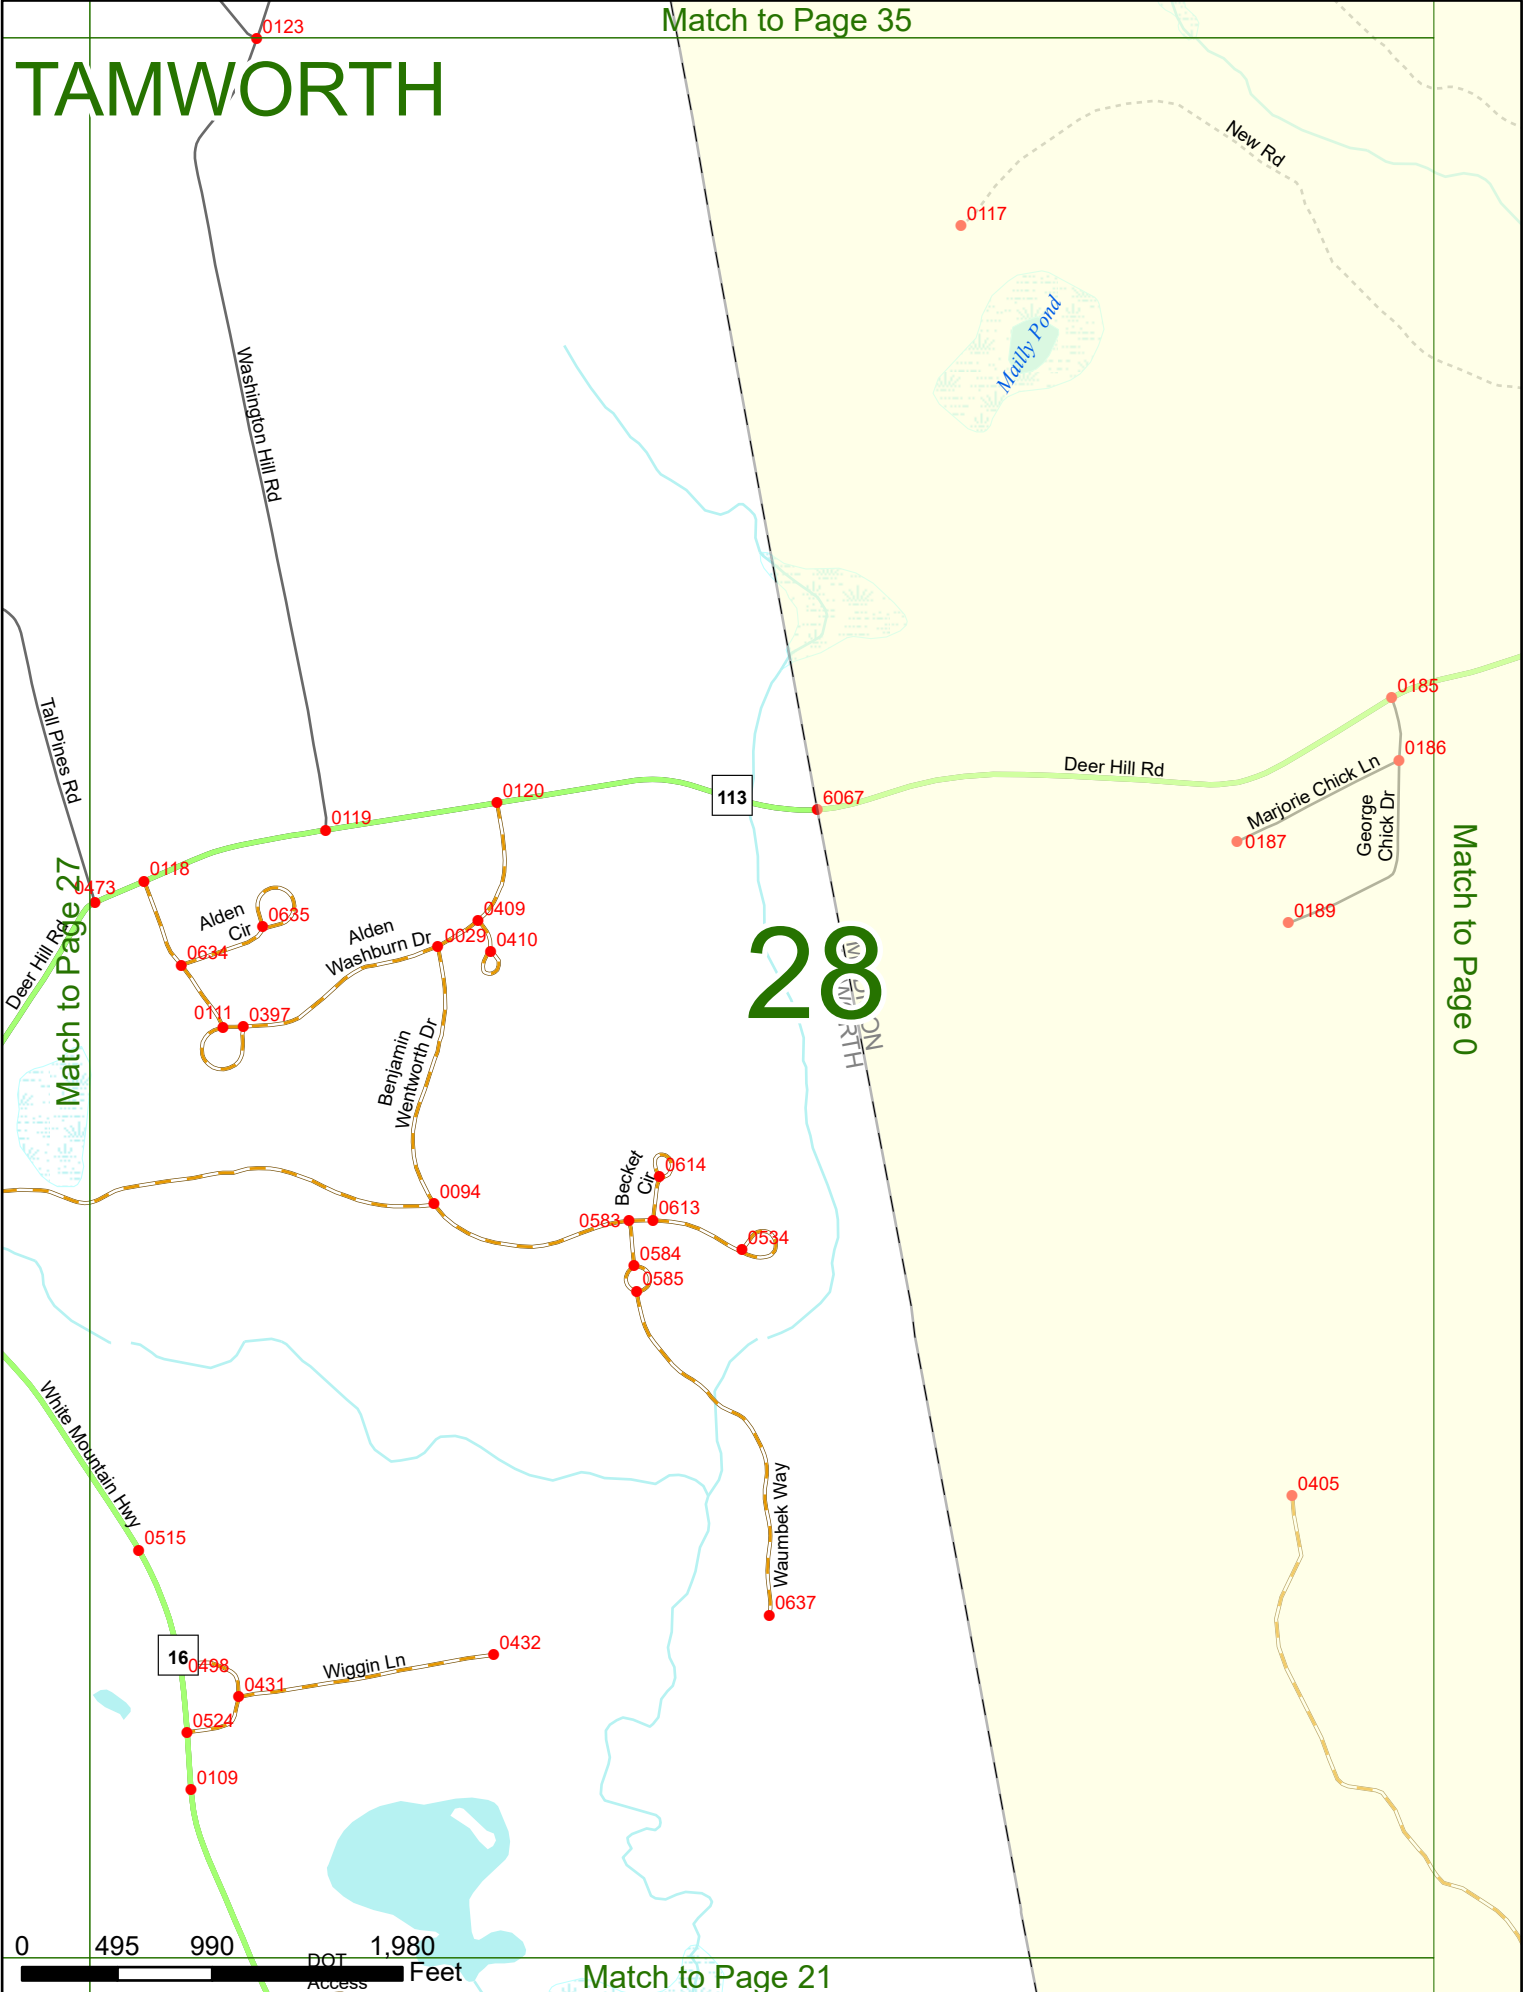 Match to Page 35
0123
TAMWORTH
New Rd
0117
Mailly Pond
Washington Hill Rd
Tall Pines Rd
0185
0186
Deer Hill Rd
Marjorie Chick Ln
George
Chick Dr
0187
0189
113
6067
0120
0119
0118
0473
Match to Page 27
Deer Hill Rd
Alden
Cir
0635
0634
Alden
Washburn Dr
0409
0029
0410
0111
0397
28
Match to Page 0
Benjamin
Wentworth Dr
0094
Becket
Cir
0614
0583
0613
0534
0584
0585
White Mountain Hwy
0515
Waumbek Way
0637
0405
16
0498
0431
Wiggin Ln
0432
0524
0109
0 495 990 1,980
Feet
DOT
Access
Match to Page 21